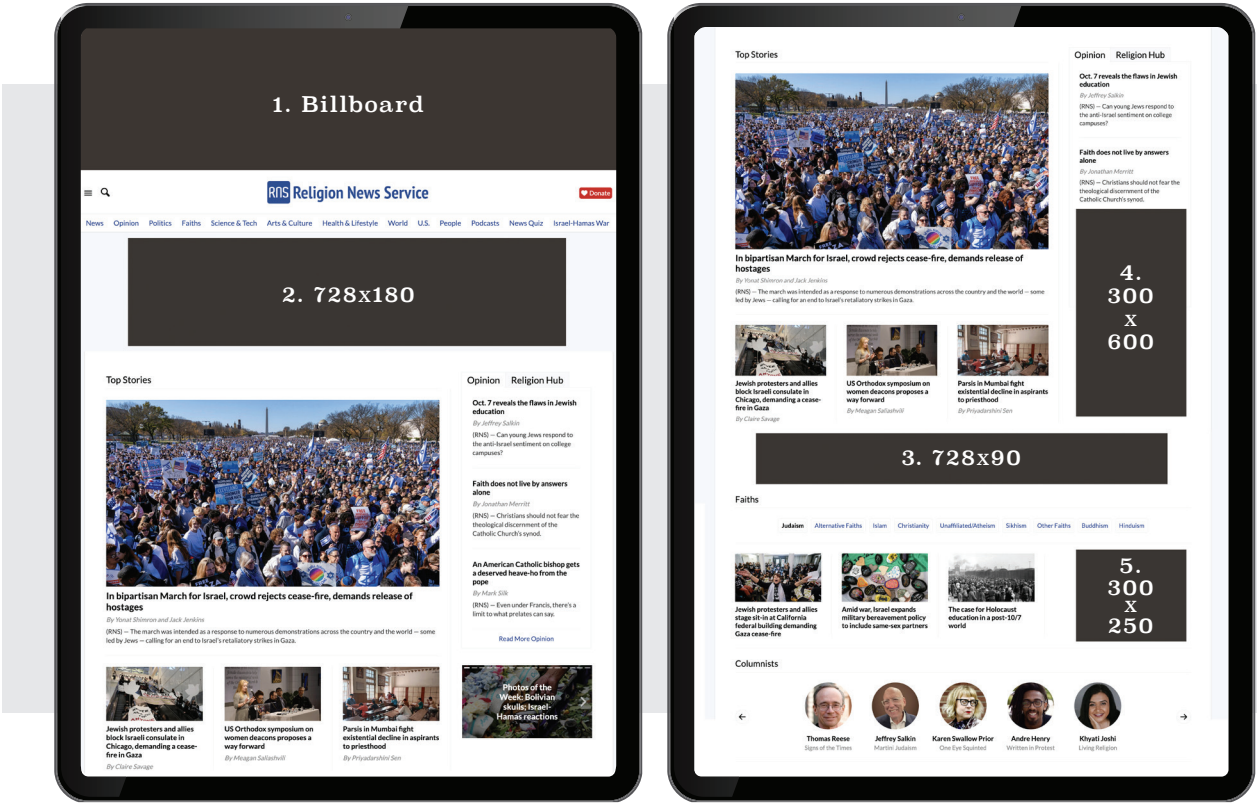 1. Billboard
RNS Religion News Service
Donate
News Opinion Politics Faiths Science & Tech Arts & Culture Health & Lifestyle World U.S. People Podcasts News Quiz Israel-Hamas War
2. 728x180
Top Stories
In bipartisan March for Israel, crowd rejects cease-fire, demands release of
hostages
By Yonat Shimron and Jack Jenkins
(RNS) — The march was intended as a response to numerous demonstrations across the country and the world — some
led by Jews — calling for an end to Israel's retaliatory strikes in Gaza.
Jewish protesters and allies
block Israeli consulate in
Chicago, demanding a cease-
fire in Gaza
By Claire Savage
US Orthodox symposium on
women deacons proposes a
way forward
By Meagan Saliashvili
Parsis in Mumbai fight
existential decline in aspirants
to priesthood
By Priyadarshini Sen
Opinion Religion Hub
Oct. 7 reveals the flaws in Jewish
education
By Jeffrey Salkin
(RNS) — Can young Jews respond to
the anti-Israel sentiment on college
campuses?
Faith does not live by answers
alone
By Jonathan Merritt
(RNS) — Christians should not fear the
theological discernment of the
Catholic Church's synod.
An American Catholic bishop gets
a deserved heave-ho from the
pope
By Mark Silk
(RNS) — Even under Francis, there's a
limit to what prelates can say.
Read More Opinion
Photos of the
Week: Bolivian
skulls; Israel-
Hamas reactions
Top Stories
In bipartisan March for Israel, crowd rejects cease-fire, demands release of
hostages
By Yonat Shimron and Jack Jenkins
(RNS) — The march was intended as a response to numerous demonstrations across the country and the world — some
led by Jews — calling for an end to Israel's retaliatory strikes in Gaza.
Jewish protesters and allies
block Israeli consulate in
Chicago, demanding a cease-
fire in Gaza
By Claire Savage
US Orthodox symposium on
women deacons proposes a
way forward
By Meagan Saliashvili
Parsis in Mumbai fight
existential decline in aspirants
to priesthood
By Priyadarshini Sen
Opinion Religion Hub
Oct. 7 reveals the flaws in Jewish
education
By Jeffrey Salkin
(RNS) — Can young Jews respond to
the anti-Israel sentiment on college
campuses?
Faith does not live by answers
alone
By Jonathan Merritt
(RNS) — Christians should not fear the
theological discernment of the
Catholic Church's synod.
4.
300
x
600
3. 728x90
Faiths
Judaism Alternative Faiths Islam Christianity Unaffiliated/Atheism Sikhism Other Faiths Buddhism Hinduism
Jewish protesters and allies
stage sit-in at California
federal building demanding
Gaza cease-fire
Amid war, Israel expands
military bereavement policy
to include same-sex partners
The case for Holocaust
education in a post-10/7
world
5.
300
x
250
Columnists
Thomas Reese
Signs of the Times
Jeffrey Salkin
Martini Judaism
Karen Swallow Prior
One Eye Squinted
Andre Henry
Written in Protest
Khyati Joshi
Living Religion